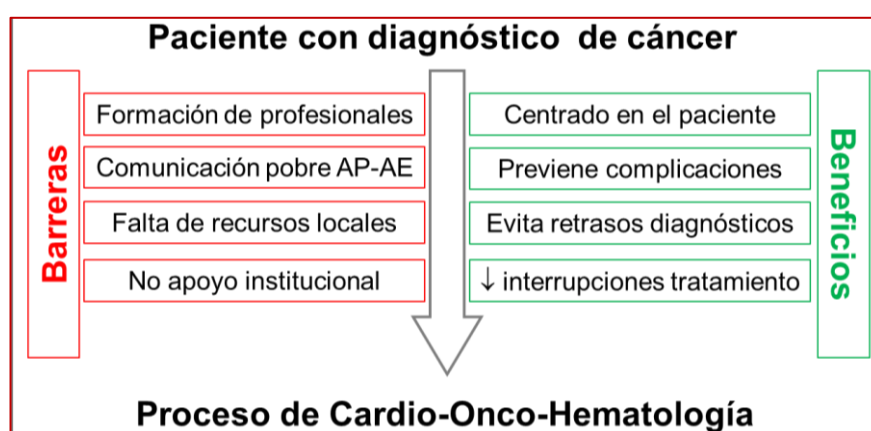 Paciente con diagnóstico de cáncer
Barreras
Formación de profesionales
Comunicación pobre AP-AE
Falta de recursos locales
No apoyo institucional
Centrado en el paciente
Previene complicaciones
Evita retrasos diagnósticos
↓ interrupciones tratamiento
Beneficios
Proceso de Cardio-Onco-Hematología